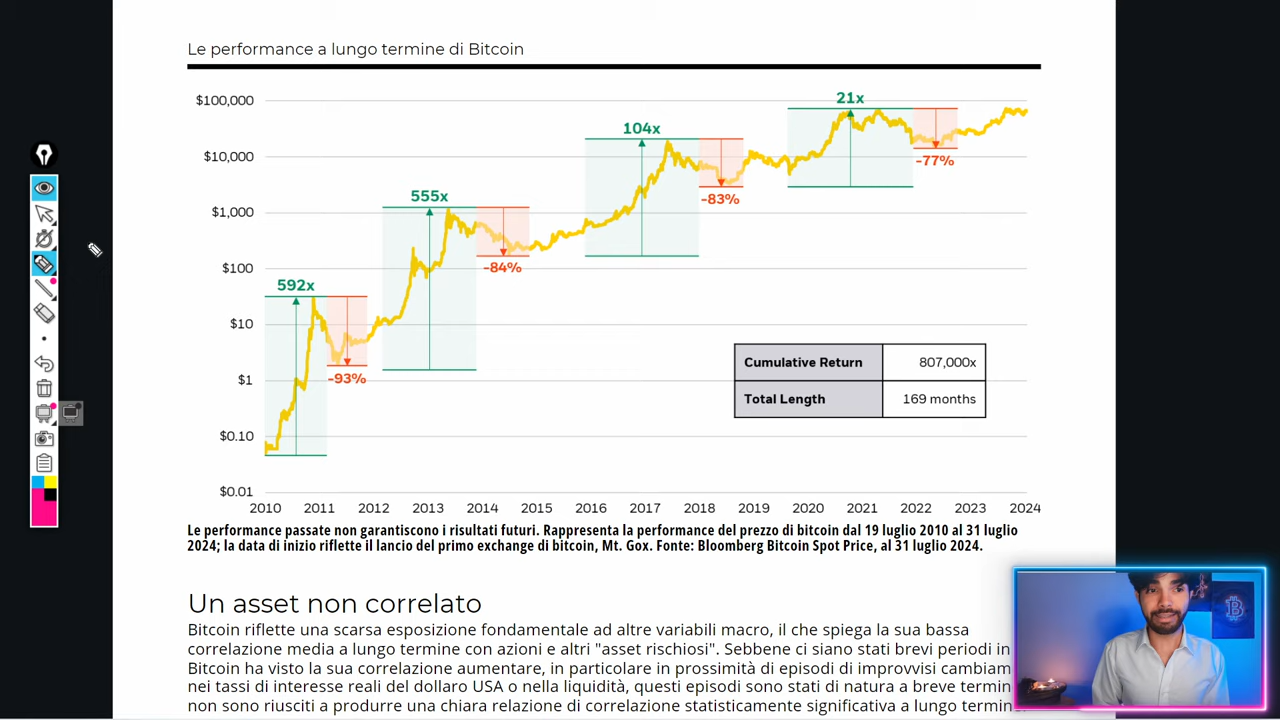 Le performance a lungo termine di Bitcoin
$100,000
$10,000
$1,000
$100
$10
$1
$0.10
$0.01
592x
-93%
555x
-84%
104x
-83%
21x
-77%
Cumulative Return 807,000x
Total Length 169 months
2010 2011 2012 2013 2014 2015 2016 2017 2018 2019 2020 2021 2022 2023 2024
Le performance passate non garantiscono i risultati futuri. Rappresenta la performance del prezzo di bitcoin dal 19 luglio 2010 al 31 luglio
2024; la data di inizio riflette il lancio del primo exchange di bitcoin, Mt. Gox. Fonte: Bloomberg Bitcoin Spot Price, al 31 luglio 2024.
Un asset non correlato
Bitcoin riflette una scarsa esposizione fondamentale ad altre variabili macro, il che spiega la sua bassa
correlazione media a lungo termine con azioni e altri "asset rischiosi". Sebbene ci siano stati brevi periodi in
Bitcoin ha visto la sua correlazione aumentare, in particolare in prossimità di episodi di improvvisi cambiam
nei tassi di interesse reali del dollaro USA o nella liquidità, questi episodi sono stati di natura a breve termin
non sono riusciti a produrre una chiara relazione di correlazione statisticamente significativa a lungo termin